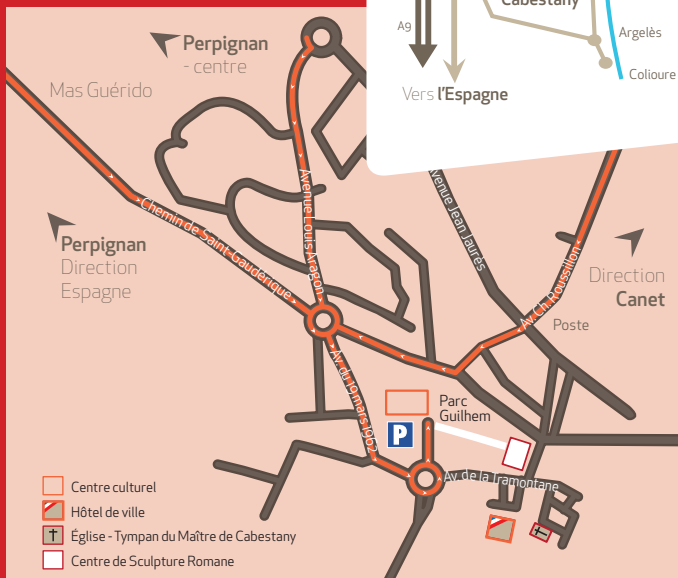 Cabestany
A9
Argelès
Colioure
Vers l'Espagne
Perpignan
- centre
Mas Guérido
Avenue Louis Aragon
Avenue Jean Jaurès
Chemin de Saint-Gaudérique
Perpignan
Direction
Espagne
Av. Ch. Roussillon
Direction
Canet
Poste
Av. du 19 mars 1962
Parc
Guilhem
P
Av. de la Tramontane
Centre culturel
Hôtel de ville
Église - Tympan du Maître de Cabestany
Centre de Sculpture Romane